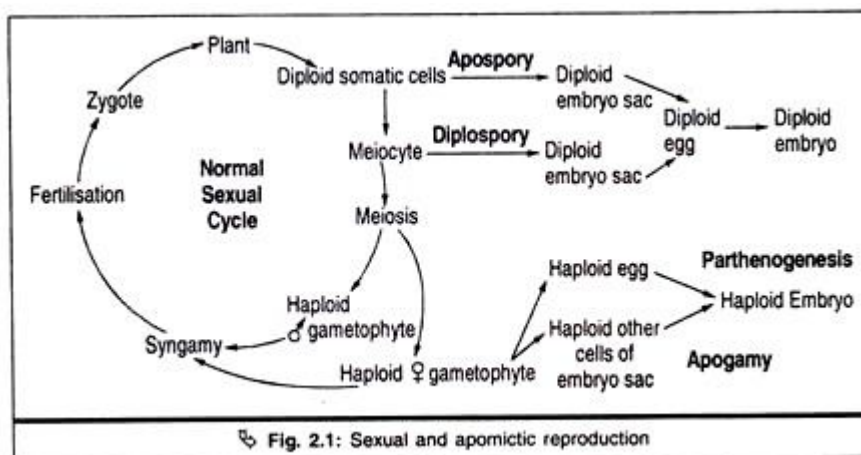 Plant
Diploid somatic cells
Apospory
Diploid
embryo sac
Zygote
Diploid
egg
Diploid
embryo
Meiocyte
Diplospory
Diploid
embryo sac
Normal
Sexual
Cycle
Fertilisation
Meiosis
Haploid egg
Parthenogenesis
Haploid
♂ gametophyte
Haploid Embryo
Syngamy
Haploid other
cells of
embryo sac
Apogamy
Haploid ♀ gametophyte
Fig. 2.1: Sexual and apomictic reproduction